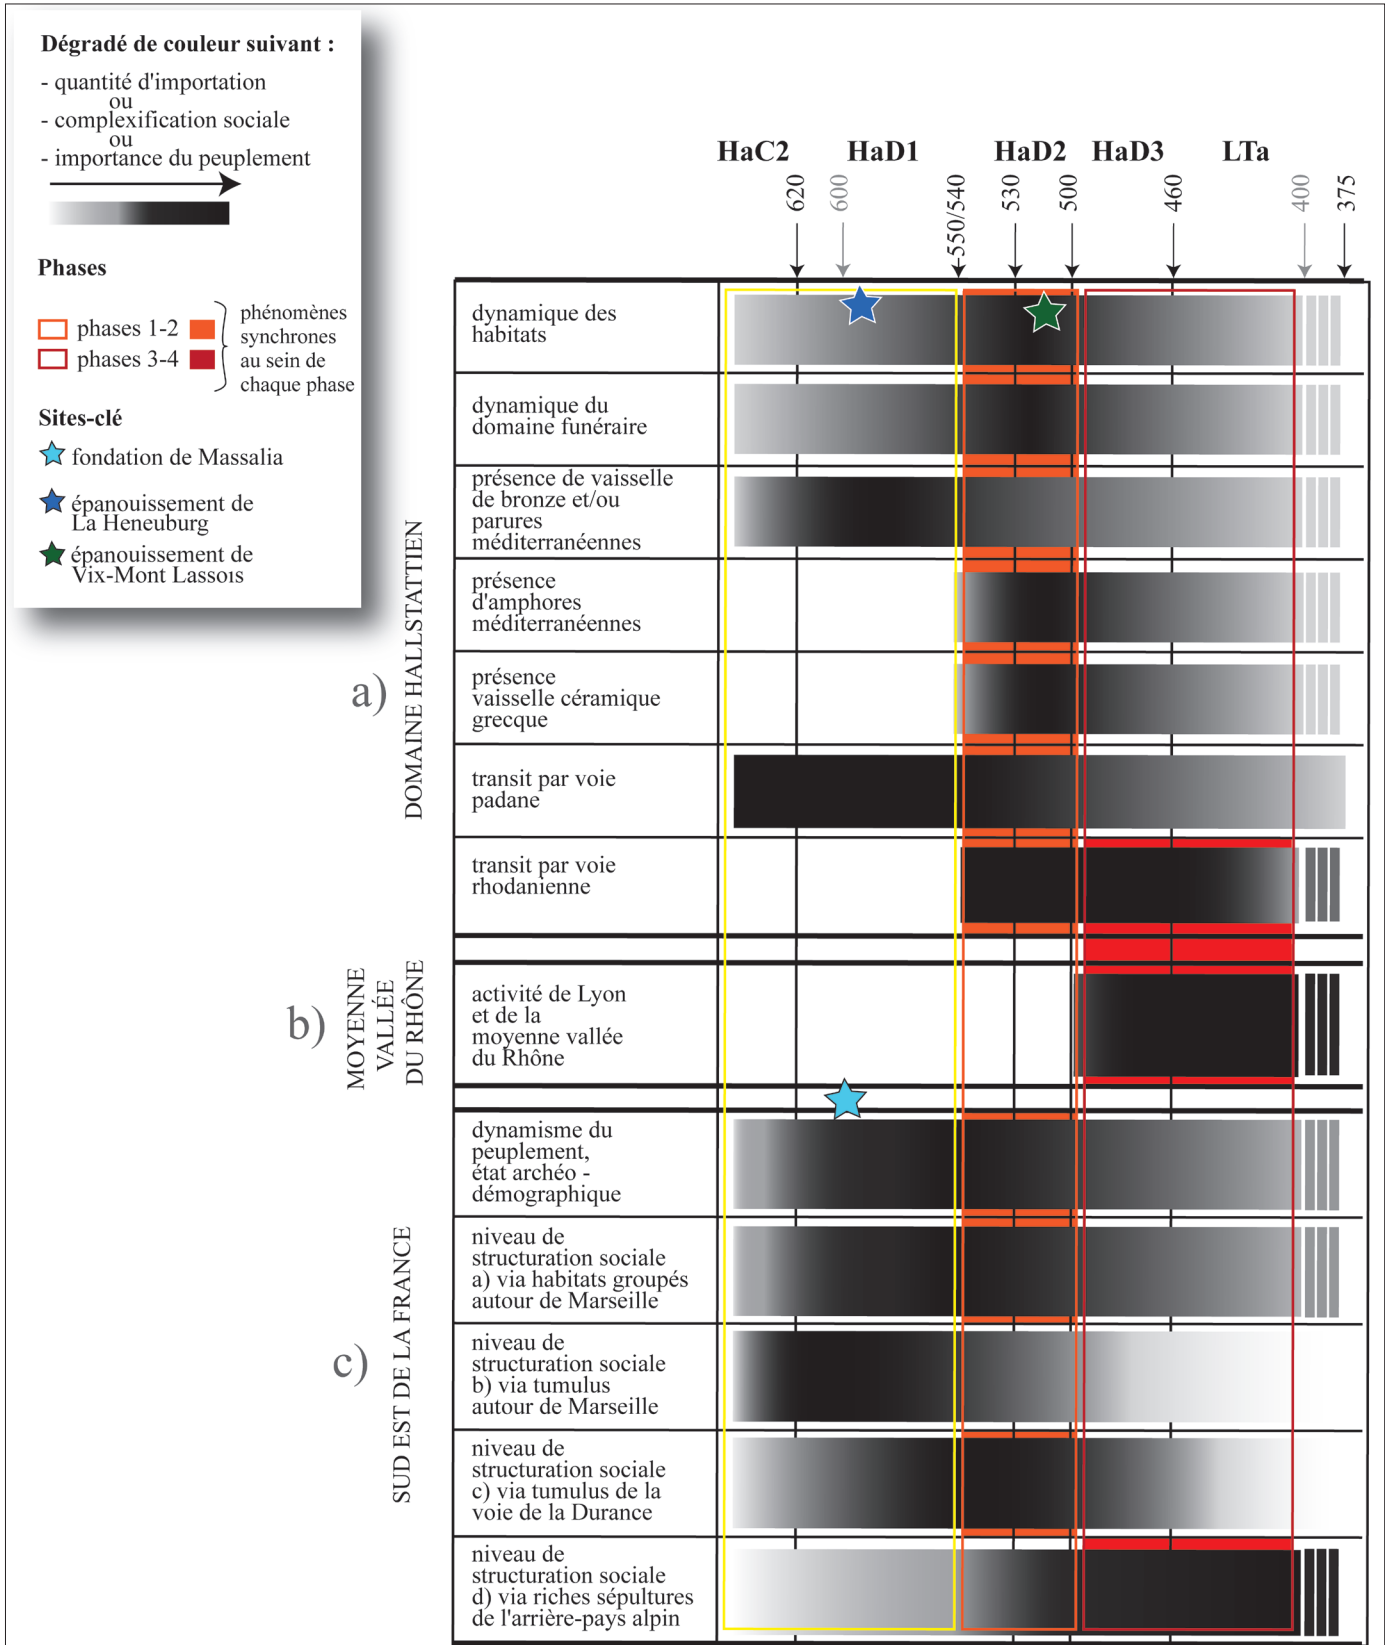 Dégradé de couleur suivant :
- quantité d'importation
ou
- complexification sociale
ou
- importance du peuplement
Phases
phases 1-2
phases 3-4
phénomènes
synchrones
au sein de
chaque phase
Sites-clé
fondation de Massalia
épanouissement de
La Heneuburg
épanouissement de
Vix-Mont Lassois
HaC2 HaD1 HaD2 HaD3 LTa
620 600 550/540 530 500 460 400 375
a) DOMAINE HALLSTATTIEN
dynamique des
habitats
dynamique du
domaine funéraire
présence de vaisselle
de bronze et/ou
parures
méditerranéennes
présence
d'amphores
méditerranéennes
présence
vaisselle céramique
grecque
transit par voie
padane
transit par voie
rhodanienne
b) MOYENNE
VALLÉE
DU RHÔNE
activité de Lyon
et de la
moyenne vallée
du Rhône
c) SUD EST DE LA FRANCE
dynamisme du
peuplement,
état archéo -
démographique
niveau de
structuration sociale
a) via habitats groupés
autour de Marseille
niveau de
structuration sociale
b) via tumulus
autour de Marseille
niveau de
structuration sociale
c) via tumulus de la
voie de la Durance
niveau de
structuration sociale
d) via riches sépultures
de l'arrière-pays alpin